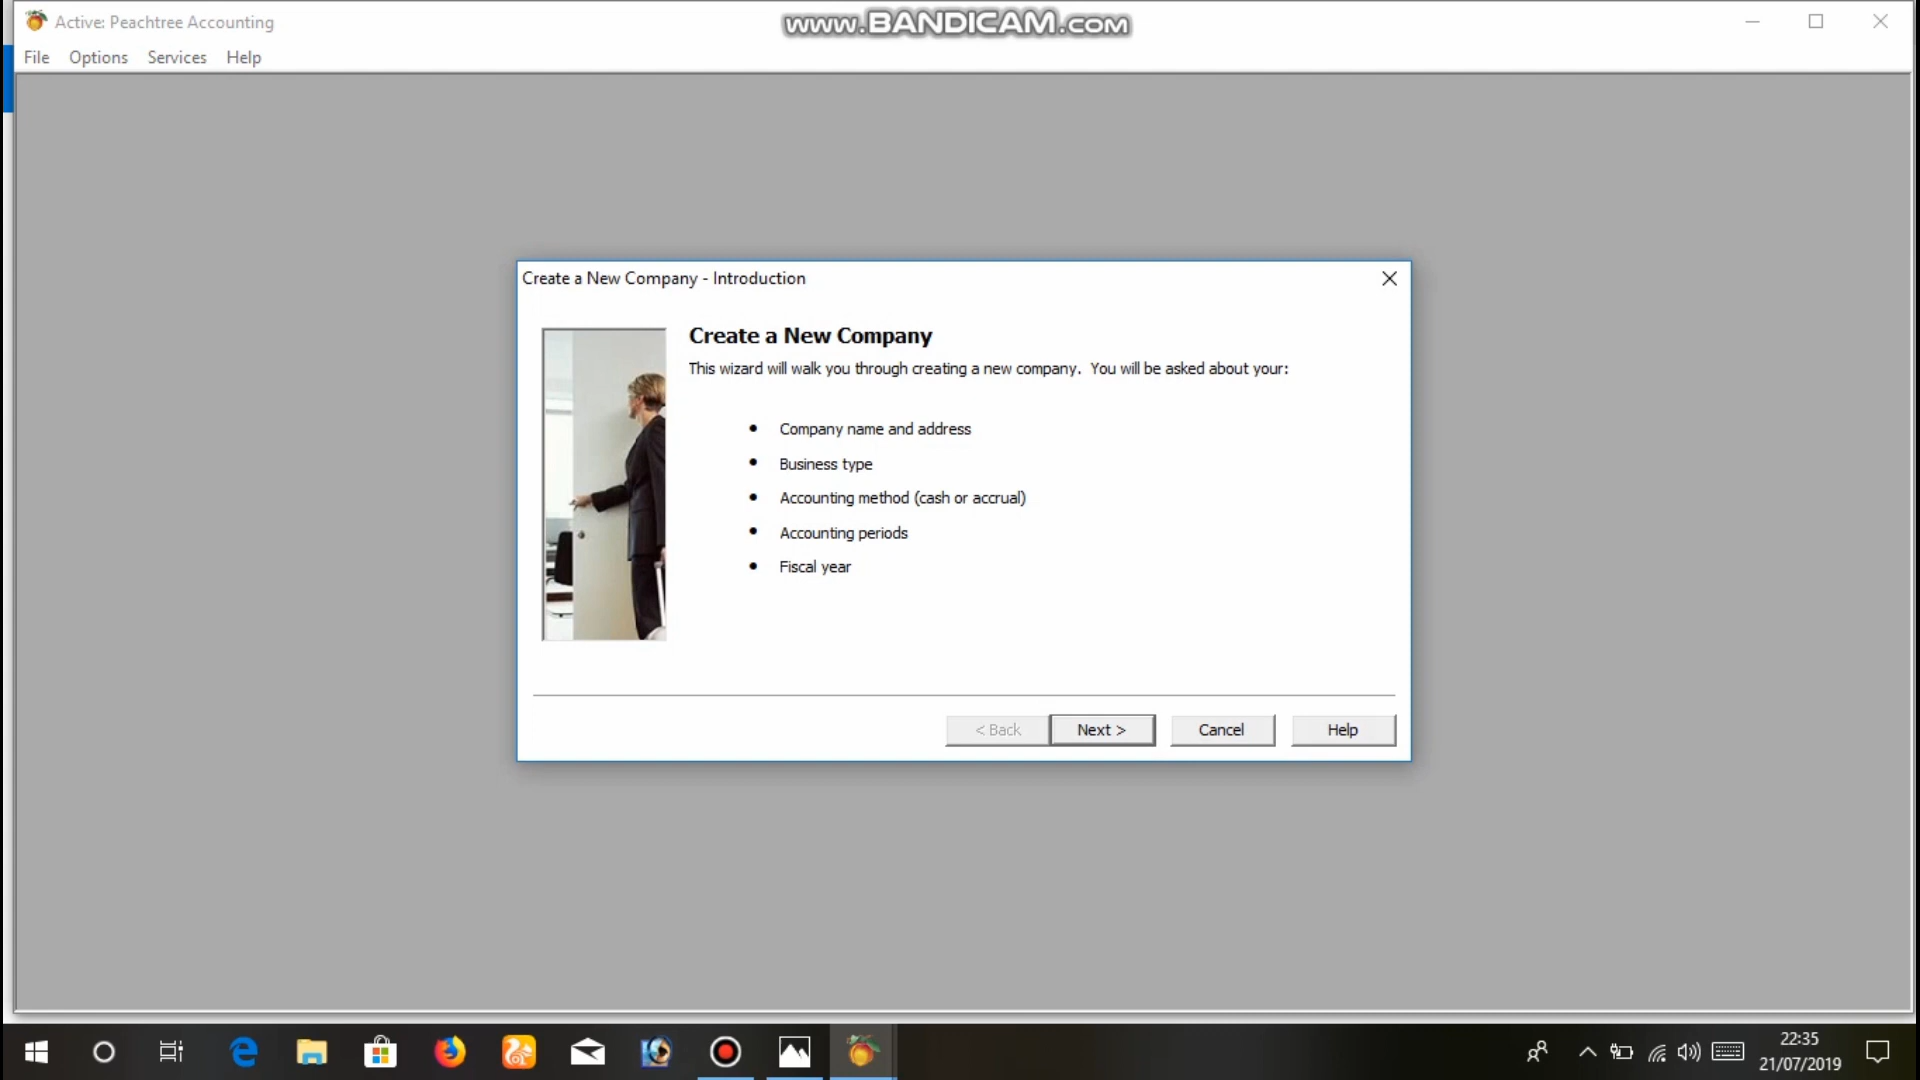 Active: Peachtree Accounting
www.BANDICAM.com
File Options Services Help
Create a New Company - Introduction
Create a New Company
This wizard will walk you through creating a new company. You will be asked about your:
• Company name and address
• Business type
• Accounting method (cash or accrual)
• Accounting periods
• Fiscal year
< Back Next > Cancel Help
22:35
21/07/2019